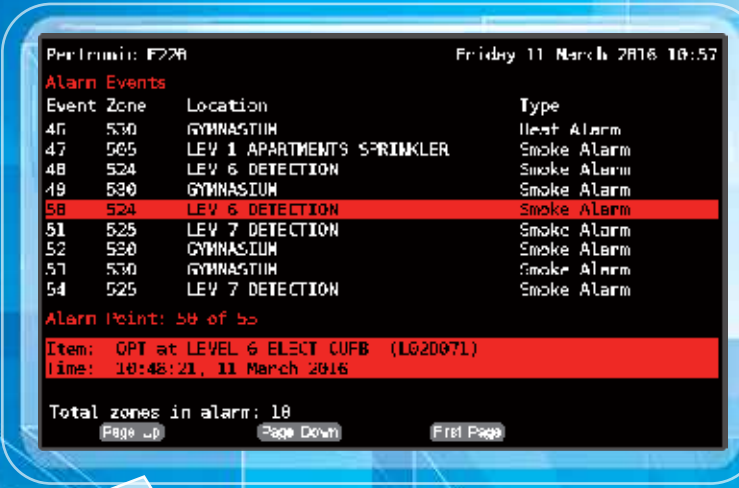 Pertronic F220 Friday 11 March 2016 10:57
Alarm Events
Event Zone Location Type
46 530 GYMNASIUM Heat Alarm
47 505 LEV 1 APARTMENTS SPRINKLER Smoke Alarm
48 524 LEV 6 DETECTION Smoke Alarm
49 530 GYMNASIUM Smoke Alarm
50 524 LEV 6 DETECTION Smoke Alarm
51 525 LEV 7 DETECTION Smoke Alarm
52 530 GYMNASIUM Smoke Alarm
53 530 GYMNASIUM Smoke Alarm
54 525 LEV 7 DETECTION Smoke Alarm
Alarm Point: 50 of 55
Item: OPT at LEVEL 6 ELECT CUPB (L02D071)
Time: 10:48:21, 11 March 2016
Total zones in alarm: 10
Page Up Page Down First Page